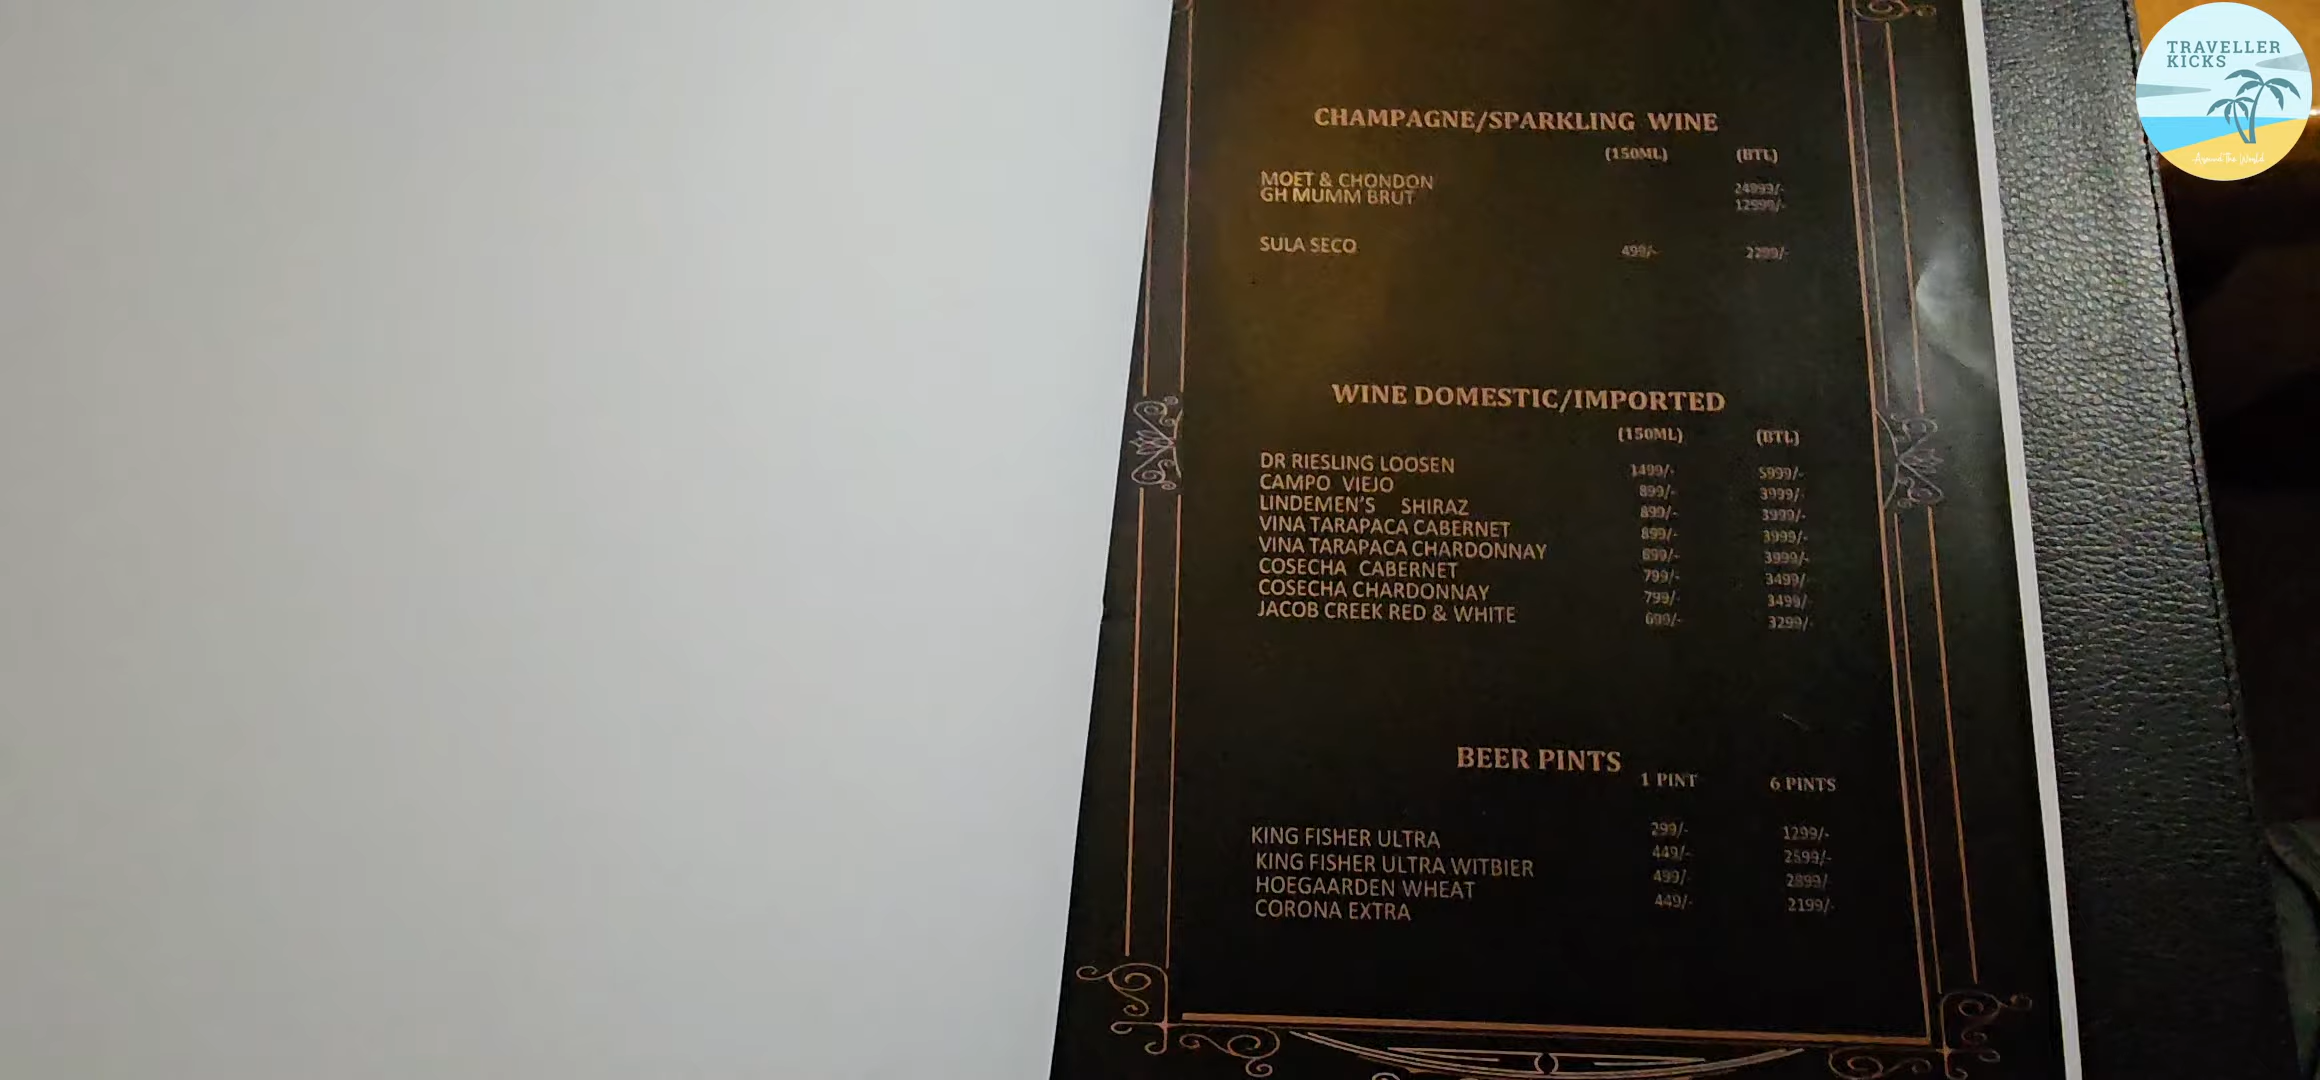 TRAVELLER
KICKS
Around The World
CHAMPAGNE/SPARKLING WINE
(150ML) (BTL)
MOET & CHONDON 24999/-
GH MUMM BRUT 12599/-
SULA SECO 499/- 2299/-
WINE DOMESTIC/IMPORTED
(150ML) (BTL)
DR RIESLING LOOSEN 1499/- 5999/-
CAMPO VIEJO 899/- 3999/-
LINDEMEN'S SHIRAZ 899/- 3999/-
VINA TARAPACA CABERNET 899/- 3999/-
VINA TARAPACA CHARDONNAY 899/- 3999/-
COSECHA CABERNET 799/- 3499/-
COSECHA CHARDONNAY 799/- 3499/-
JACOB CREEK RED & WHITE 699/- 3299/-
BEER PINTS
1 PINT 6 PINTS
KING FISHER ULTRA 299/- 1299/-
KING FISHER ULTRA WITBIER 449/- 2599/-
HOEGAARDEN WHEAT 499/- 2899/-
CORONA EXTRA 449/- 2199/-